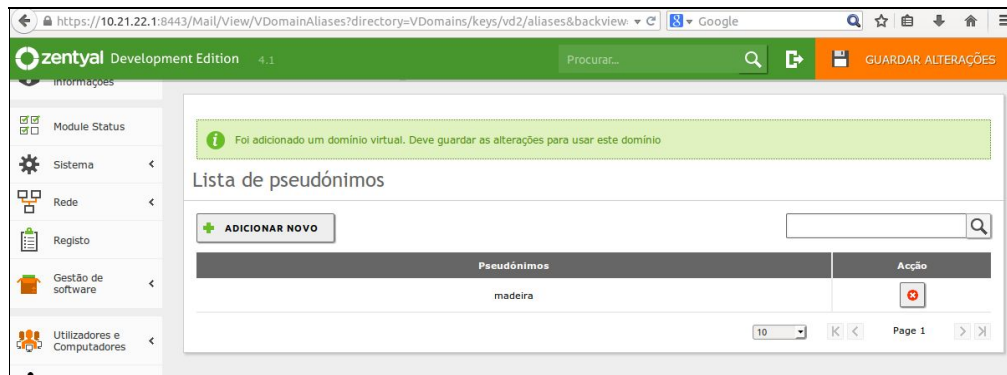 https://10.21.22.1:8443/Mail/View/VDomainAliases?directory=VDomains/keys/vd2/aliases&backview
Google
zentyal Development Edition 4.1
Procurar...
GUARDAR ALTERAÇÕES
Informações
Module Status
Sistema
Rede
Registo
Gestão de
software
Utilizadores e
Computadores
Foi adicionado um domínio virtual. Deve guardar as alterações para usar este domínio
Lista de pseudónimos
ADICIONAR NOVO
Pseudónimos Acção
madeira
10 Page 1